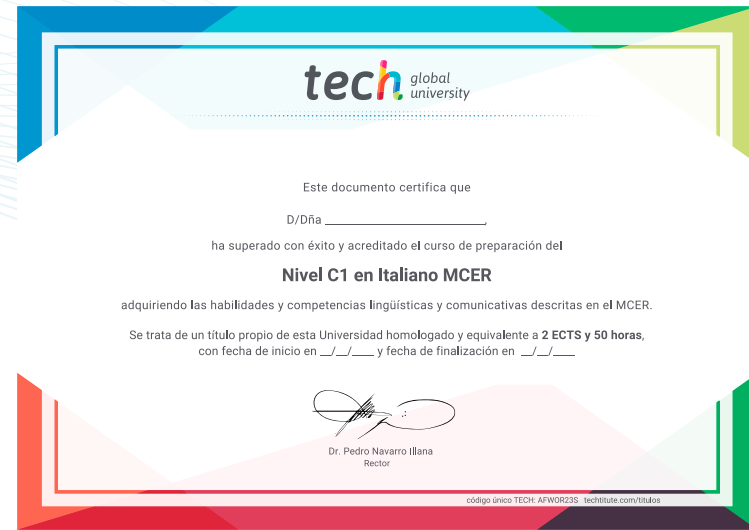 tech global university
Este documento certifica que
D/Dña ______________________,
ha superado con éxito y acreditado el curso de preparación del
Nivel C1 en Italiano MCER
adquiriendo las habilidades y competencias lingüísticas y comunicativas descritas en el MCER.
Se trata de un título propio de esta Universidad homologado y equivalente a 2 ECTS y 50 horas,
con fecha de inicio en __/__/____ y fecha de finalización en __/__/____
Dr. Pedro Navarro Illana
Rector
código único TECH: AFWOR23S techtitute.com/titulos